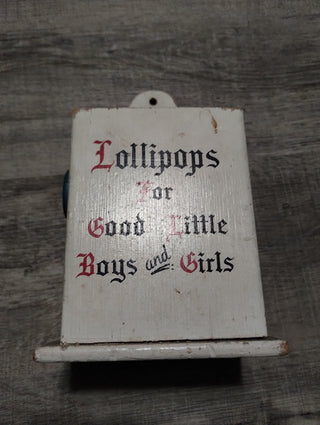 Lollipops
For
Good Little
Boys and Girls